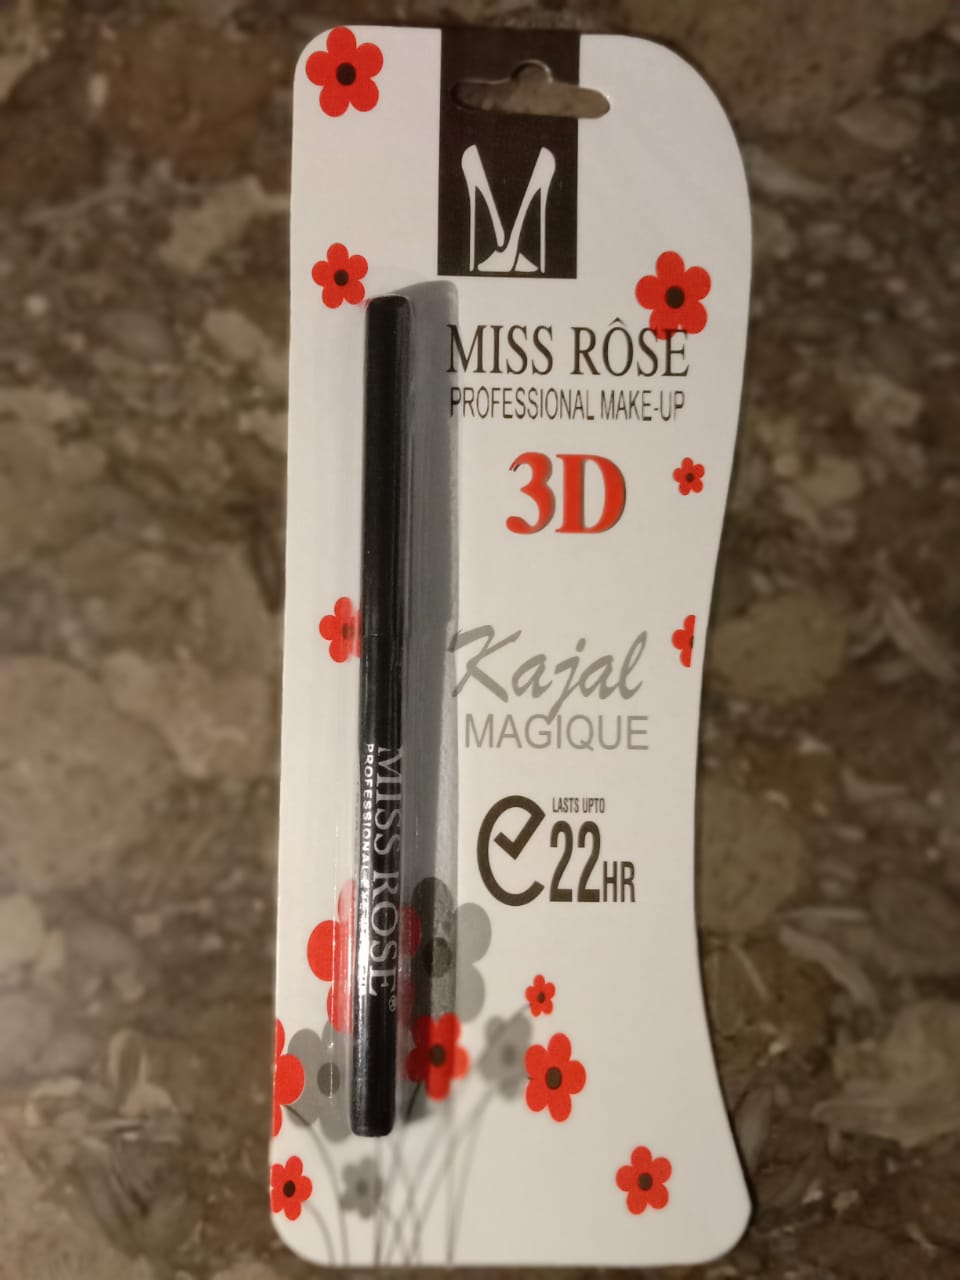 MISS RÔSE
PROFESSIONAL MAKE-UP
3D
Kajal
MAGIQUE
LASTS UPTO
22HR
MISS ROSE®
PROFESSIONAL